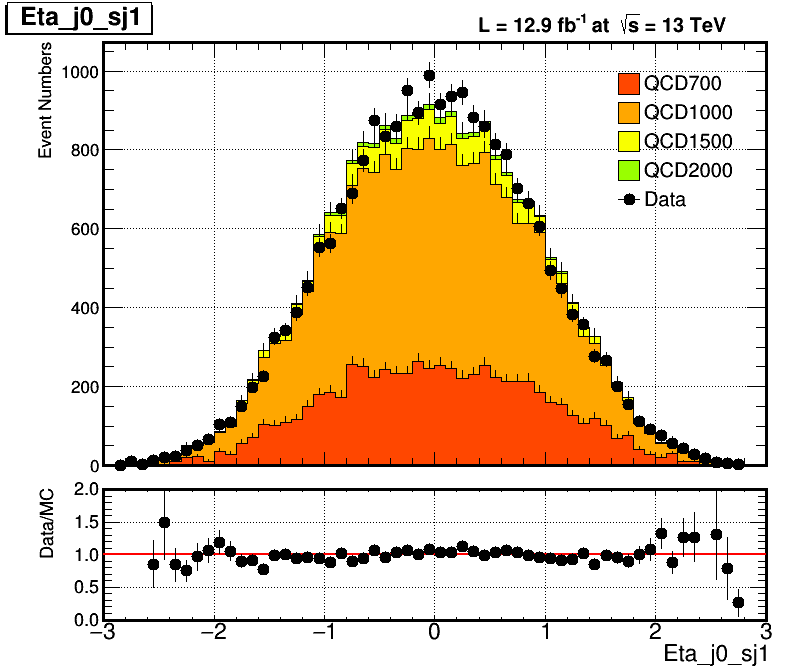 Eta_j0_sj1
L = 12.9 fb⁻¹ at √s = 13 TeV
Event Numbers
1000
800
600
400
200
0
QCD700
QCD1000
QCD1500
QCD2000
Data
Data/MC
2.0
1.5
1.0
0.5
0.0
−3 −2 −1 0 1 2 3
Eta_j0_sj1